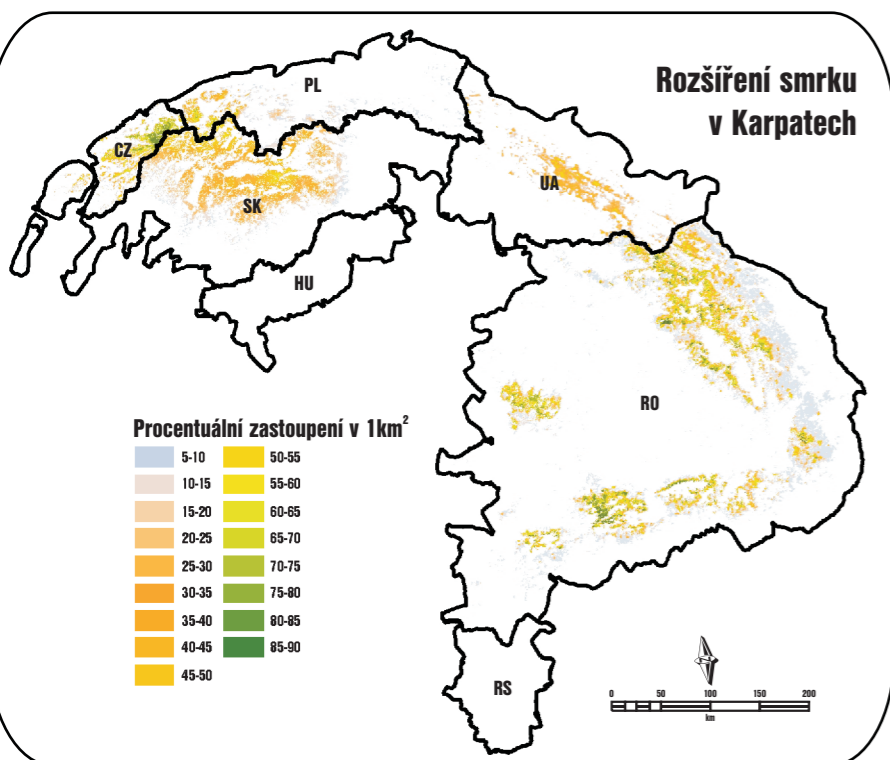 Rozšíření smrku
v Karpatech
PL
CZ
SK
UA
HU
RO
RS
Procentuální zastoupení v 1km²
5-10
10-15
15-20
20-25
25-30
30-35
35-40
40-45
45-50
50-55
55-60
60-65
65-70
70-75
75-80
80-85
85-90
0 50 100 150 200
km